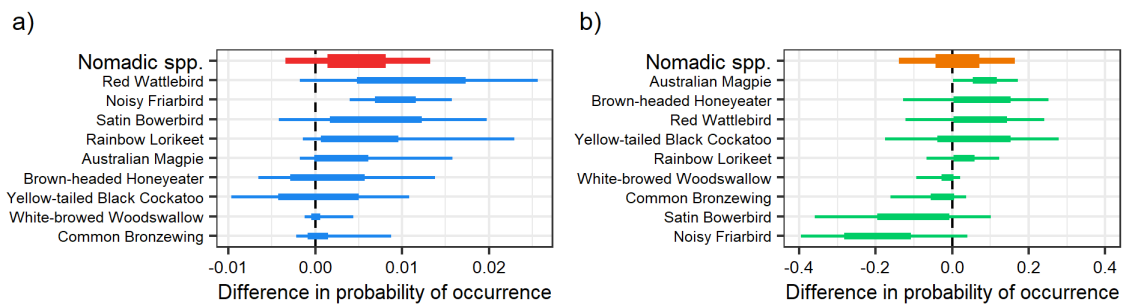 a)
Nomadic spp.
Red Wattlebird
Noisy Friarbird
Satin Bowerbird
Rainbow Lorikeet
Australian Magpie
Brown-headed Honeyeater
Yellow-tailed Black Cockatoo
White-browed Woodswallow
Common Bronzewing
-0.01 0.00 0.01 0.02
Difference in probability of occurrence
b)
Nomadic spp.
Australian Magpie
Brown-headed Honeyeater
Red Wattlebird
Yellow-tailed Black Cockatoo
Rainbow Lorikeet
White-browed Woodswallow
Common Bronzewing
Satin Bowerbird
Noisy Friarbird
-0.4 -0.2 0.0 0.2 0.4
Difference in probability of occurrence